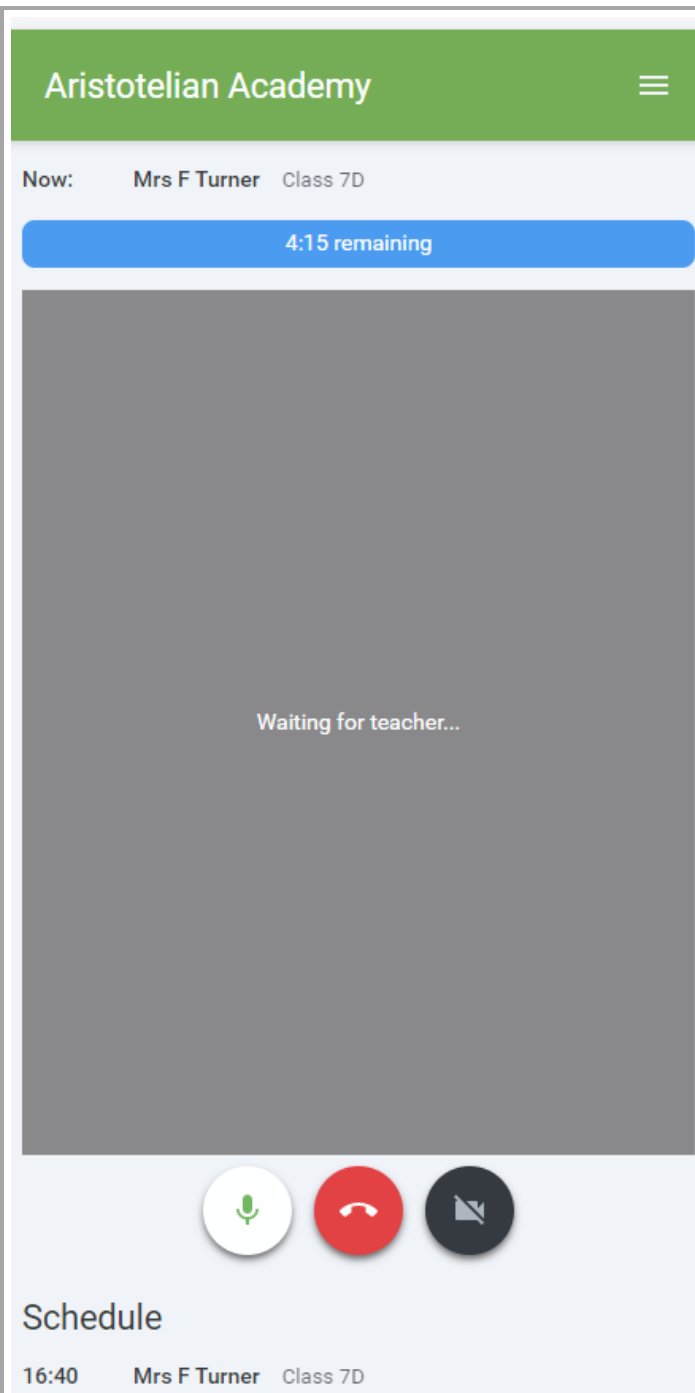 Aristotelian Academy
Now: Mrs F Turner Class 7D
4:15 remaining
Waiting for teacher...
Schedule
16:40 Mrs F Turner Class 7D